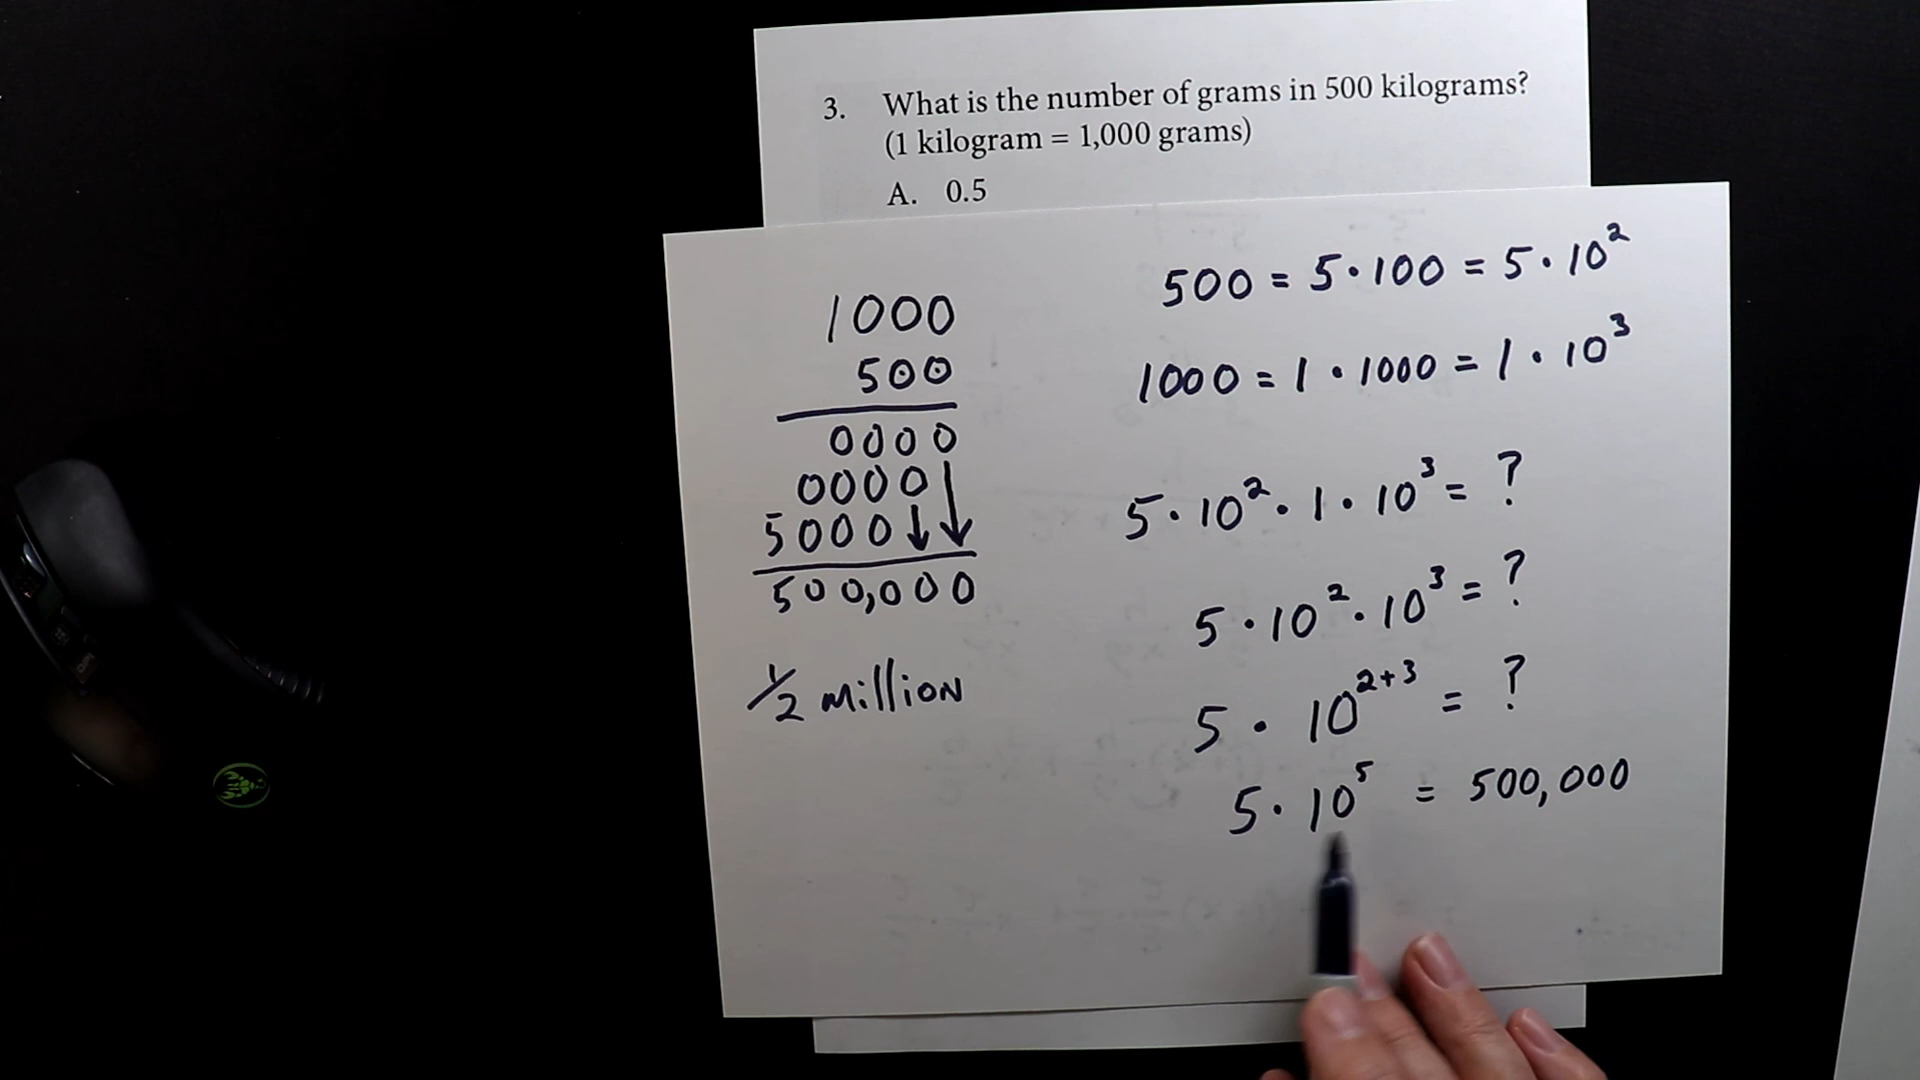 3. What is the number of grams in 500 kilograms?
(1 kilogram = 1,000 grams)
A. 0.5
1000
500
0000
0000
5000
500,000
½ million
500 = 5 · 100 = 5 · 10²
1000 = 1 · 1000 = 1 · 10³
5 · 10² · 1 · 10³ = ?
5 · 10² · 10³ = ?
5 · 10²⁺³ = ?
5 · 10⁵ = 500,000